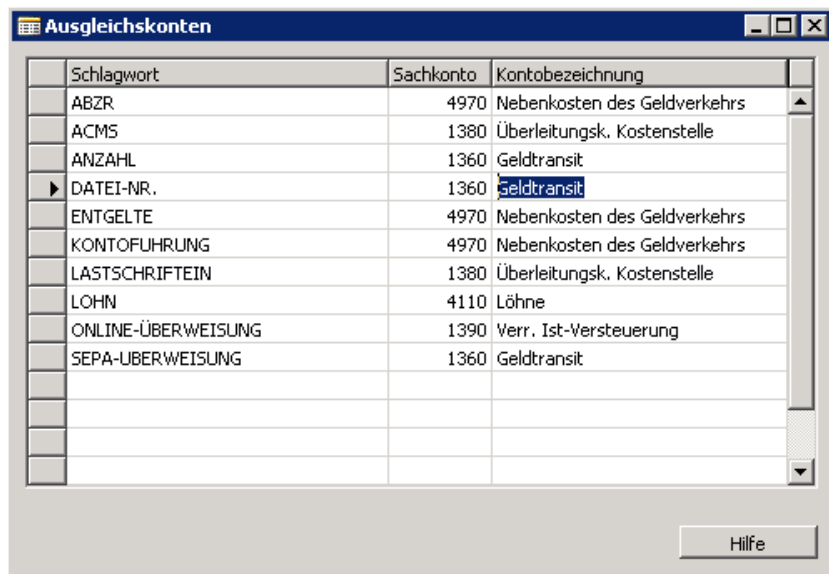 Ausgleichskonten
Schlagwort Sachkonto Kontobezeichnung
ABZR 4970 Nebenkosten des Geldverkehrs
ACMS 1380 Überleitungsk. Kostenstelle
ANZAHL 1360 Geldtransit
DATEI-NR. 1360 Geldtransit
ENTGELTE 4970 Nebenkosten des Geldverkehrs
KONTOFUHRUNG 4970 Nebenkosten des Geldverkehrs
LASTSCHRIFTEIN 1380 Überleitungsk. Kostenstelle
LOHN 4110 Löhne
ONLINE-ÜBERWEISUNG 1390 Verr. Ist-Versteuerung
SEPA-UBERWEISUNG 1360 Geldtransit
Hilfe